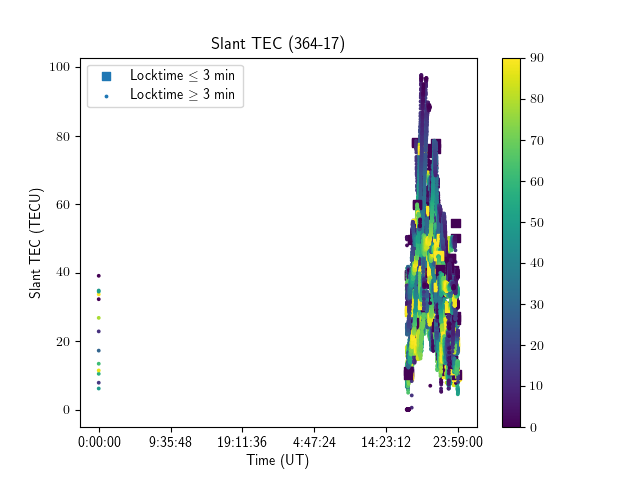 Slant TEC (364-17)
Locktime ≤ 3 min
Locktime ≥ 3 min
Slant TEC (TECU)
100
80
60
40
20
0
0:00:00 9:35:48 19:11:36 4:47:24 14:23:12 23:59:00
Time (UT)
90
80
70
60
50
40
30
20
10
0